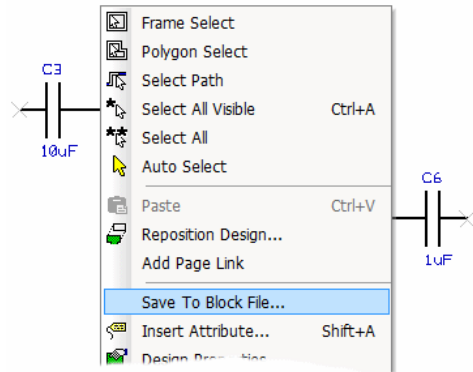 C3
10uF
Frame Select
Polygon Select
Select Path
Select All Visible Ctrl+A
Select All
Auto Select
Paste Ctrl+V
Reposition Design...
Add Page Link
Save To Block File...
Insert Attribute... Shift+A
Design
C6
1uF